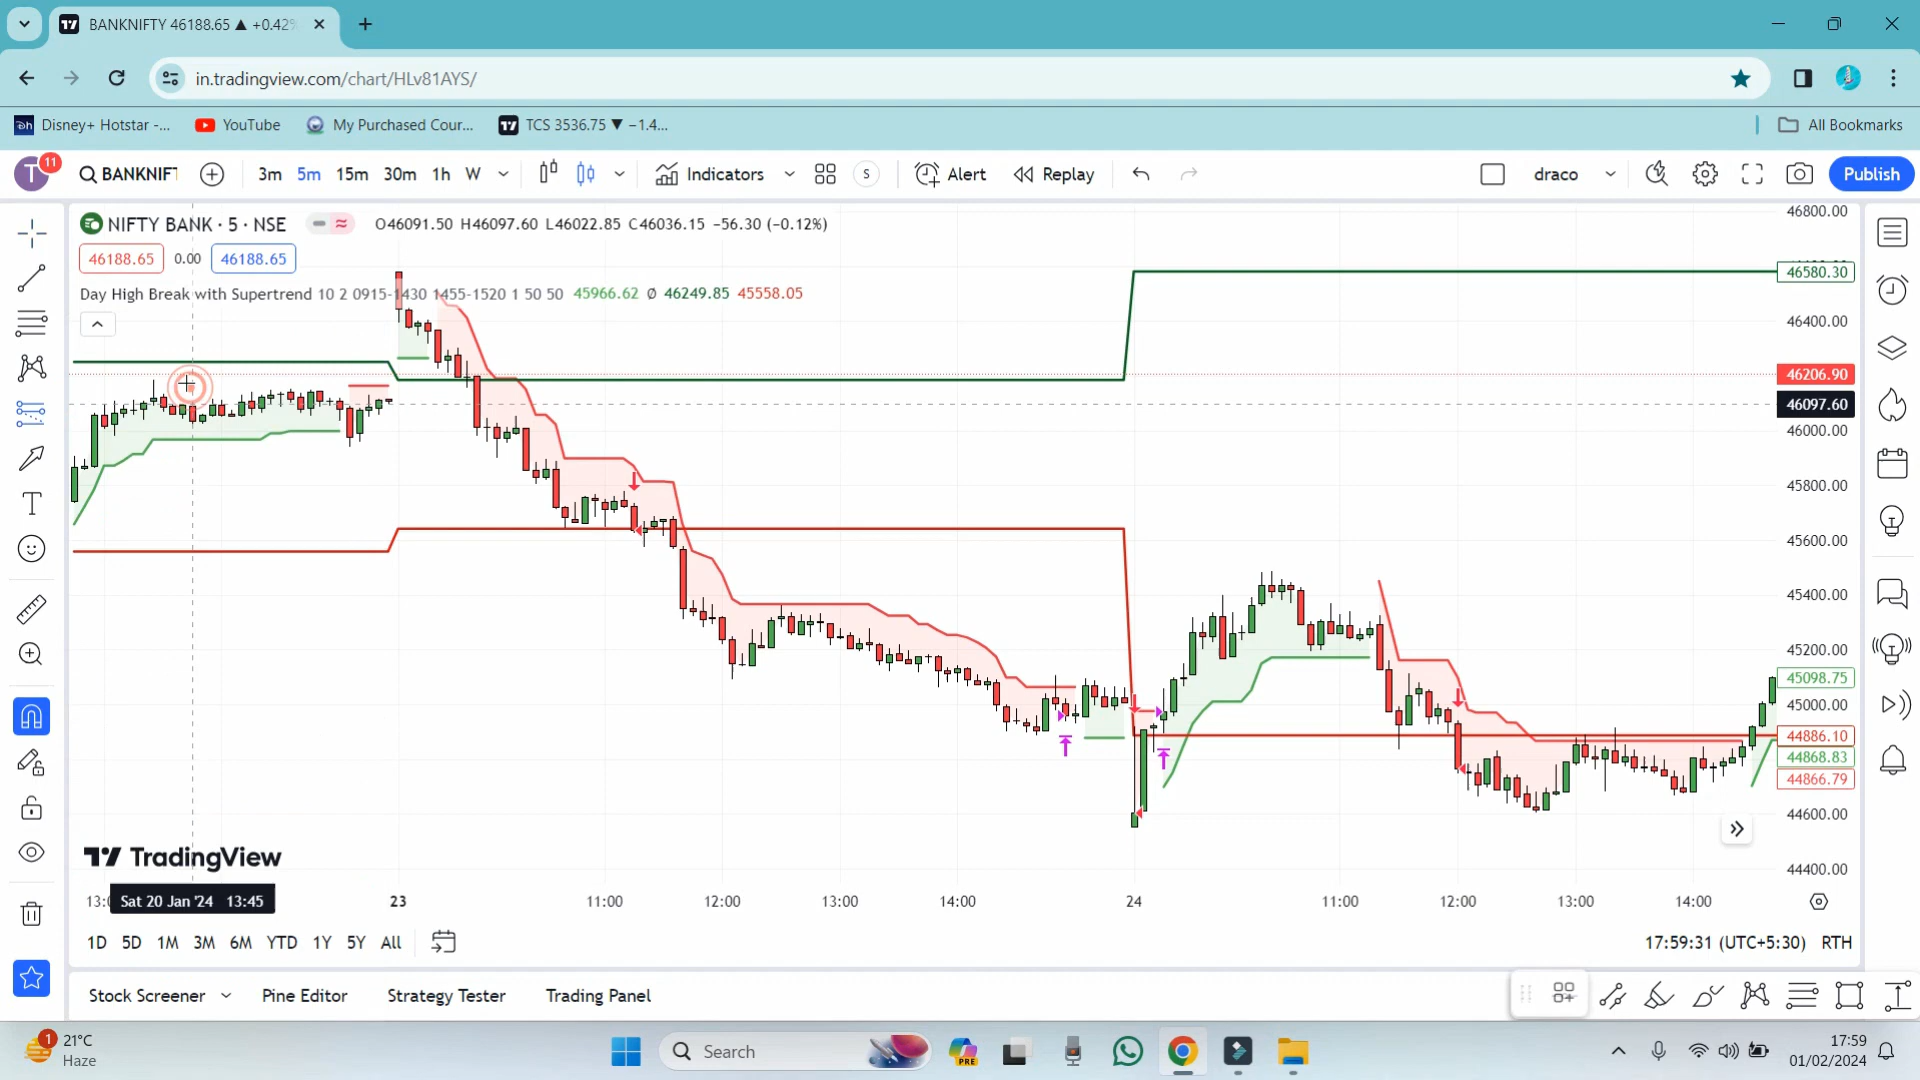 BANKNIFTY 46188.65 ▲ +0.42%
in.tradingview.com/chart/HLv81AYS/
Disney+ Hotstar -... YouTube My Purchased Cour... TCS 3536.75 ▼ −1.4... All Bookmarks
T 11 BANKNIFT 3m 5m 15m 30m 1h W Indicators S Alert Replay draco Publish
NIFTY BANK · 5 · NSE O46091.50 H46097.60 L46022.85 C46036.15 −56.30 (−0.12%)
46188.65 0.00 46188.65
Day High Break with Supertrend 10 2 0915-1430 1455-1520 1 50 50 45966.62 Ø 46249.85 45558.05
46800.00
46580.30
46400.00
46206.90
46097.60
46000.00
45800.00
45600.00
45400.00
45200.00
45098.75
45000.00
44886.10
44868.83
44866.79
44600.00
44400.00
TradingView
Sat 20 Jan '24 13:45 23 11:00 12:00 13:00 14:00 24 11:00 12:00 13:00 14:00
1D 5D 1M 3M 6M YTD 1Y 5Y All 17:59:31 (UTC+5:30) RTH
Stock Screener Pine Editor Strategy Tester Trading Panel
1 21°C
Haze
Search
PRE
17:59
01/02/2024